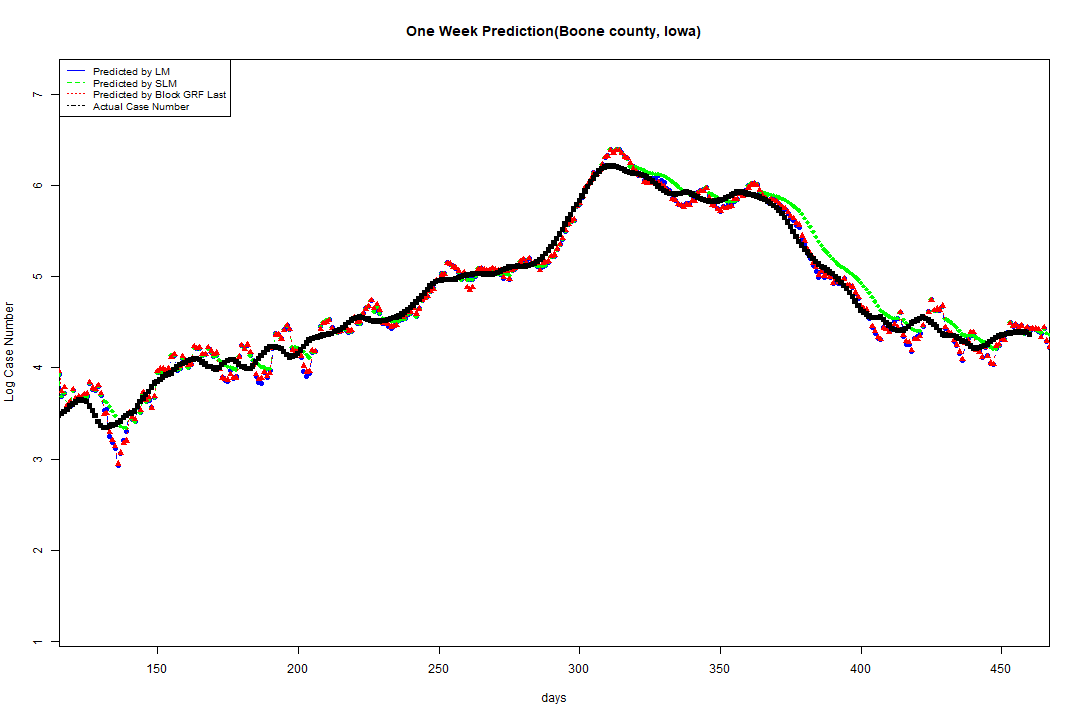 One Week Prediction(Boone county, Iowa)
Predicted by LM
Predicted by SLM
Predicted by Block GRF Last
Actual Case Number
7
6
5
4
3
2
1
Log Case Number
150 200 250 300 350 400 450
days